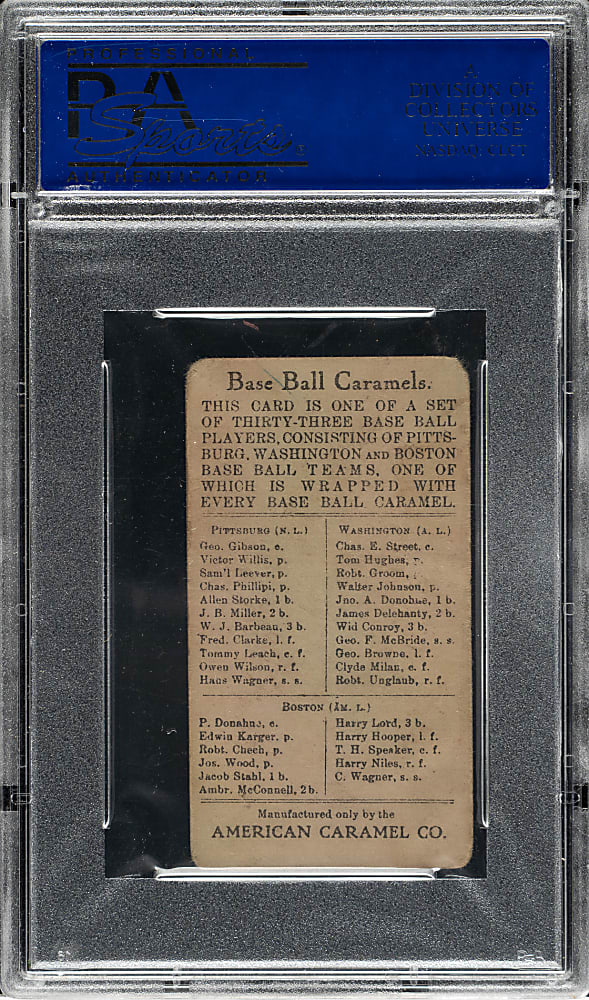 PROFESSIONAL
PSA
Sports
AUTHENTICATOR
A
DIVISION OF
COLLECTORS
UNIVERSE
NASDAQ: CLCT
Base Ball Caramels.
THIS CARD IS ONE OF A SET
OF THIRTY-THREE BASE BALL
PLAYERS, CONSISTING OF PITTS-
BURG, WASHINGTON AND BOSTON
BASE BALL TEAMS, ONE OF
WHICH IS WRAPPED WITH
EVERY BASE BALL CARAMEL.
PITTSBURG (N. L.)
Geo. Gibson, c.
Victor Willis, p.
Sam'l Leever, p.
Chas. Phillipi, p.
Allen Storke, 1 b.
J. B. Miller, 2 b.
W. J. Barbeau, 3 b.
Fred. Clarke, l. f.
Tommy Leach, c. f.
Owen Wilson, r. f.
Hans Wagner, s. s.
WASHINGTON (A. L.)
Chas. E. Street, c.
Tom Hughes, p.
Robt. Groom,
Walter Johnson, p.
Jno. A. Donohue, 1 b.
James Delehanty, 2 b.
Wid Conroy, 3 b.
Geo. F. McBride, s. s.
Geo. Browne, l. f.
Clyde Milan, c. f.
Robt. Unglaub, r. f.
BOSTON (AM. L.)
P. Donahue, c.
Edwin Karger, p.
Robt. Chech, p.
Jos. Wood, p.
Jacob Stahl, 1 b.
Ambr. McConnell, 2 b.
Harry Lord, 3 b.
Harry Hooper, l. f.
T. H. Speaker, c. f.
Harry Niles, r. f.
C. Wagner, s. s.
Manufactured only by the
AMERICAN CARAMEL CO.